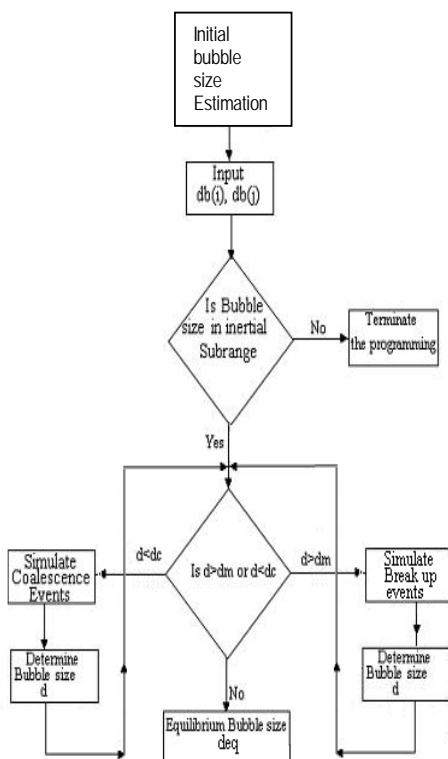 Initial
bubble
size
Estimation
Input
db(i), db(j)
Is Bubble
size in inertial
Subrange
No
Terminate
the programming
Yes
d<dc
Is d>dm or d<dc
d>dm
Simulate
Coalescence
Events
Simulate
Break up
events
Determine
Bubble size
d
Determine
Bubble size
d
No
Equilibrium Bubble size
deq